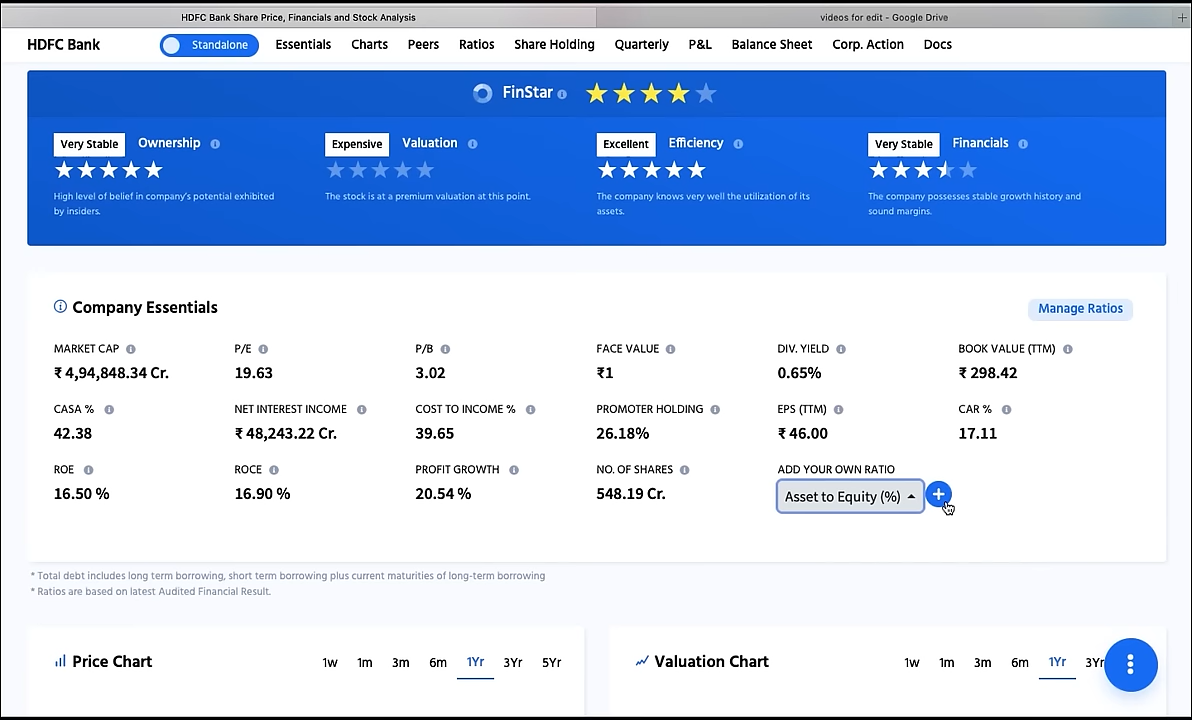 HDFC Bank Share Price, Financials and Stock Analysis
videos for edit - Google Drive
HDFC Bank
Standalone
Essentials
Charts
Peers
Ratios
Share Holding
Quarterly
P&L
Balance Sheet
Corp. Action
Docs
FinStar
Very Stable Ownership
High level of belief in company's potential exhibited
by insiders.
Expensive Valuation
The stock is at a premium valuation at this point.
Excellent Efficiency
The company knows very well the utilization of its
assets.
Very Stable Financials
The company possesses stable growth history and
sound margins.
Company Essentials
Manage Ratios
MARKET CAP
₹ 4,94,848.34 Cr.
P/E
19.63
P/B
3.02
FACE VALUE
₹1
DIV. YIELD
0.65%
BOOK VALUE (TTM)
₹ 298.42
CASA %
42.38
NET INTEREST INCOME
₹ 48,243.22 Cr.
COST TO INCOME %
39.65
PROMOTER HOLDING
26.18%
EPS (TTM)
₹ 46.00
CAR %
17.11
ROE
16.50 %
ROCE
16.90 %
PROFIT GROWTH
20.54 %
NO. OF SHARES
548.19 Cr.
ADD YOUR OWN RATIO
Asset to Equity (%)
* Total debt includes long term borrowing, short term borrowing plus current maturities of long-term borrowing
* Ratios are based on latest Audited Financial Result.
Price Chart
1w 1m 3m 6m 1Yr 3Yr 5Yr
Valuation Chart
1w 1m 3m 6m 1Yr 3Yr